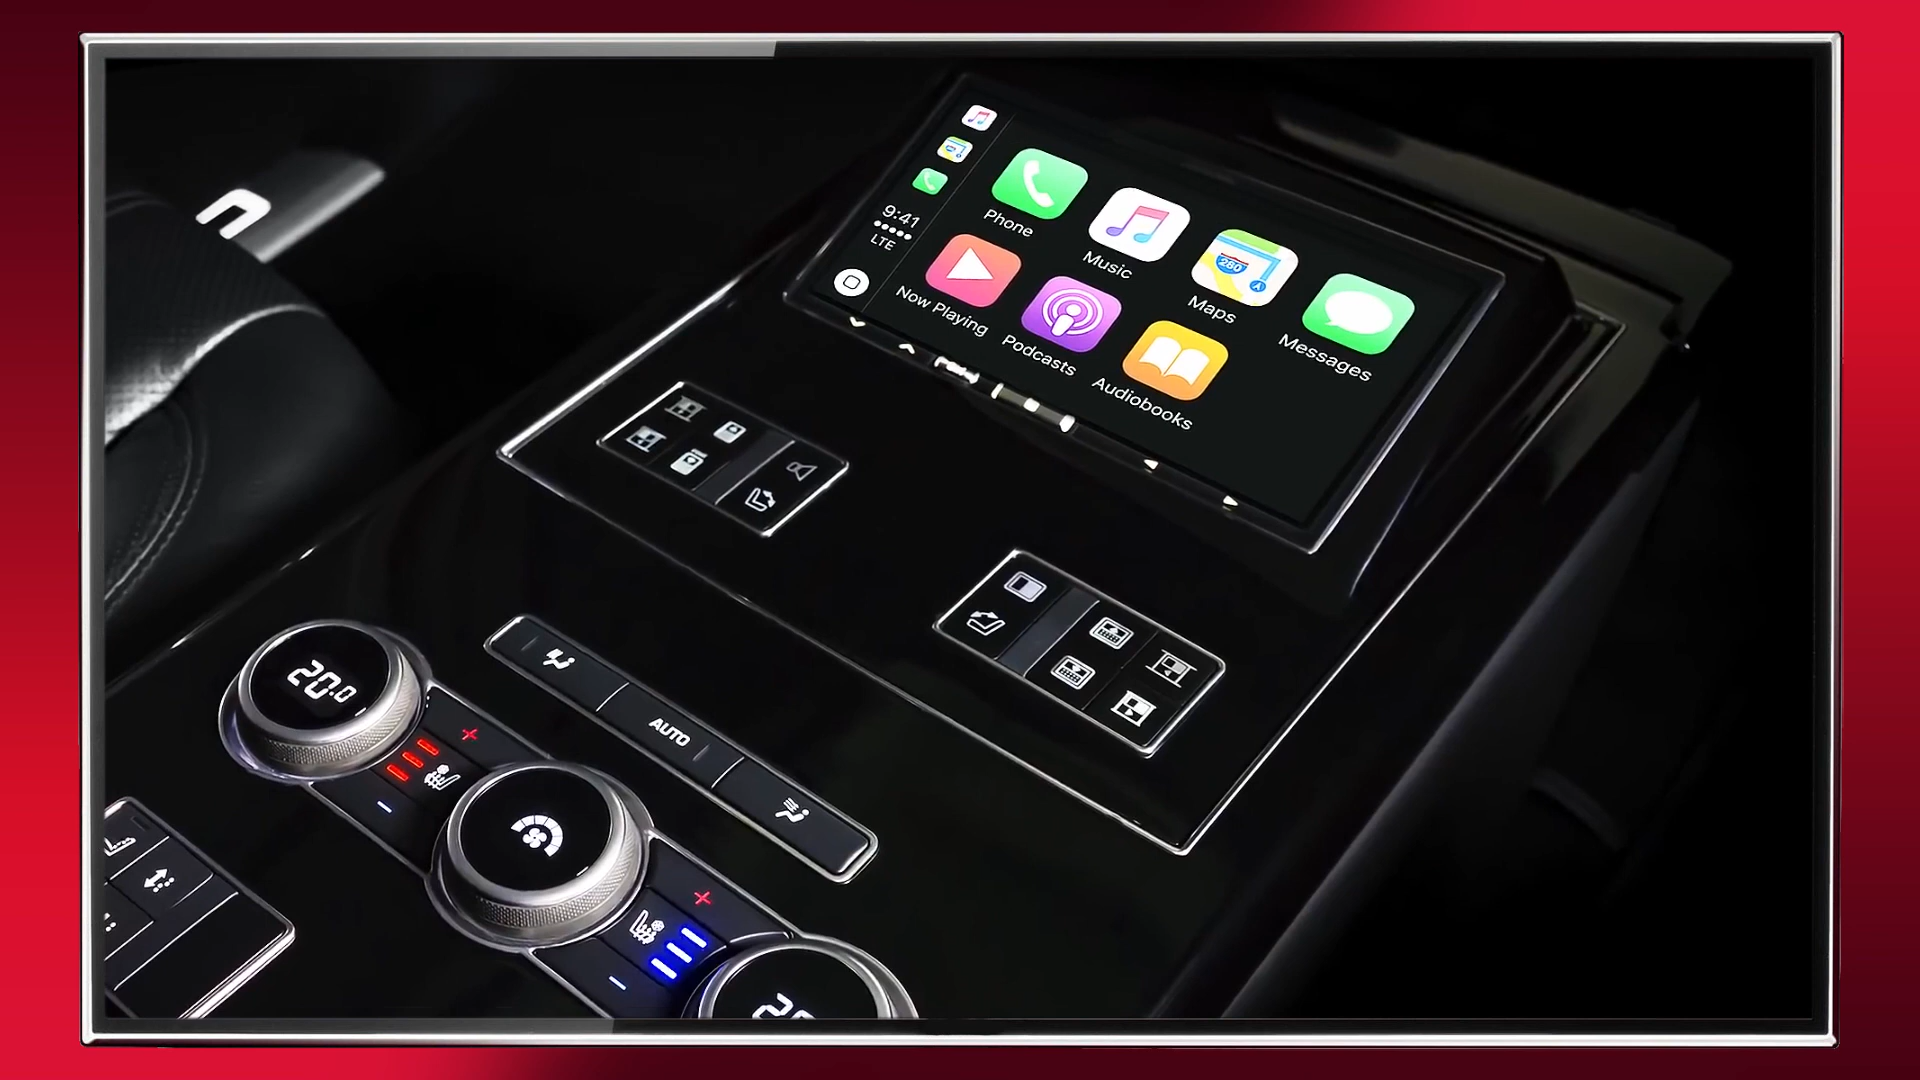 9:41
LTE
Phone
Music
Maps
Messages
Now Playing
Podcasts
Audiobooks
280
20.0
AUTO